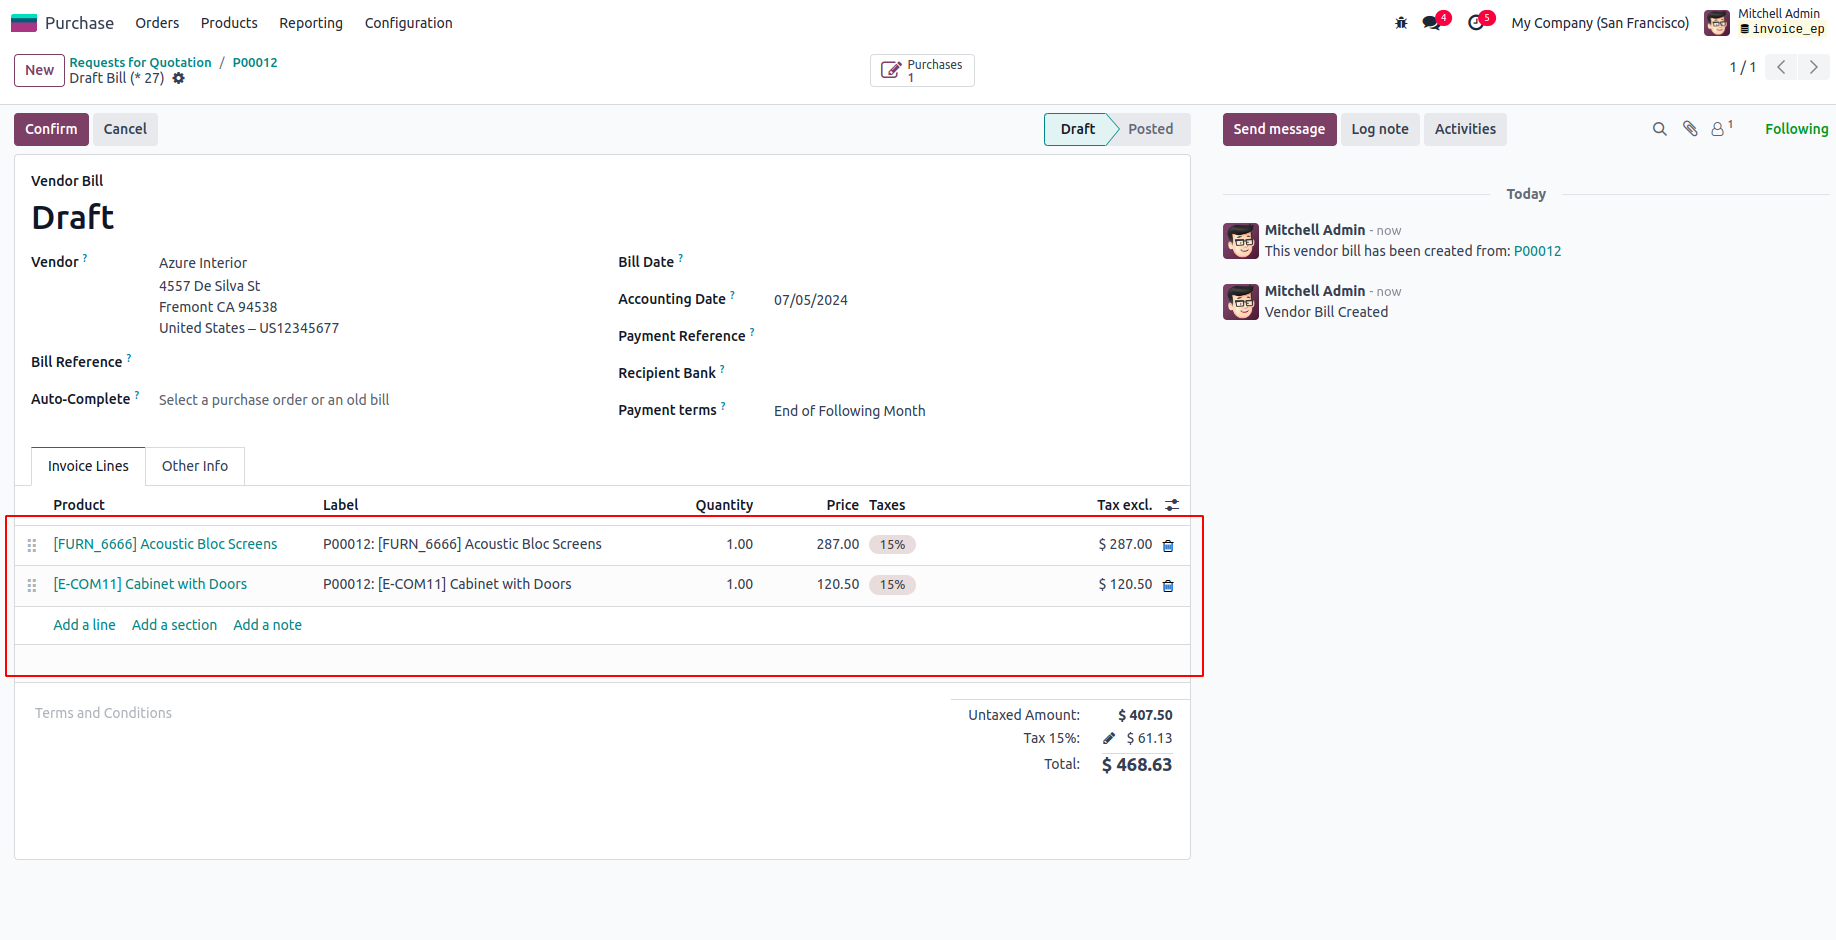 Purchase Orders Products Reporting Configuration 4 5 My Company (San Francisco) Mitchell Admin
invoice_ep
New Requests for Quotation / P00012
Draft Bill (* 27)
Purchases
1
1 / 1
Confirm Cancel Draft Posted Send message Log note Activities 1 Following
Vendor Bill
Draft
Vendor ? Azure Interior
4557 De Silva St
Fremont CA 94538
United States – US12345677
Bill Reference ?
Auto-Complete ? Select a purchase order or an old bill
Bill Date ?
Accounting Date ? 07/05/2024
Payment Reference ?
Recipient Bank ?
Payment terms ? End of Following Month
Invoice Lines Other Info
Product Label Quantity Price Taxes Tax excl.
[FURN_6666] Acoustic Bloc Screens P00012: [FURN_6666] Acoustic Bloc Screens 1.00 287.00 15% $ 287.00
[E-COM11] Cabinet with Doors P00012: [E-COM11] Cabinet with Doors 1.00 120.50 15% $ 120.50
Add a line Add a section Add a note
Terms and Conditions
Untaxed Amount: $ 407.50
Tax 15%: $ 61.13
Total: $ 468.63
Today
Mitchell Admin - now
This vendor bill has been created from: P00012
Mitchell Admin - now
Vendor Bill Created